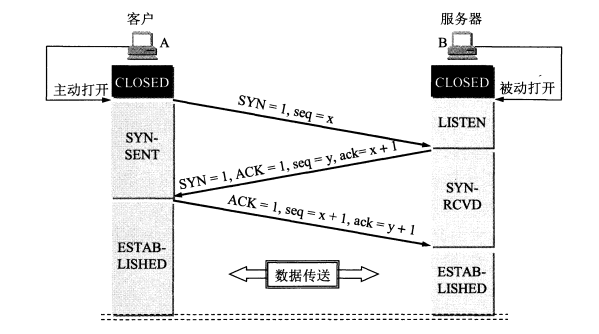 客户
服务器
A
B
CLOSED
CLOSED
主动打开
被动打开
SYN = 1, seq = x
LISTEN
SYN-
SENT
SYN = 1, ACK = 1, seq = y, ack= x + 1
SYN-
RCVD
ACK = 1, seq = x + 1, ack = y + 1
ESTAB-
LISHED
数据传送
ESTAB-
LISHED